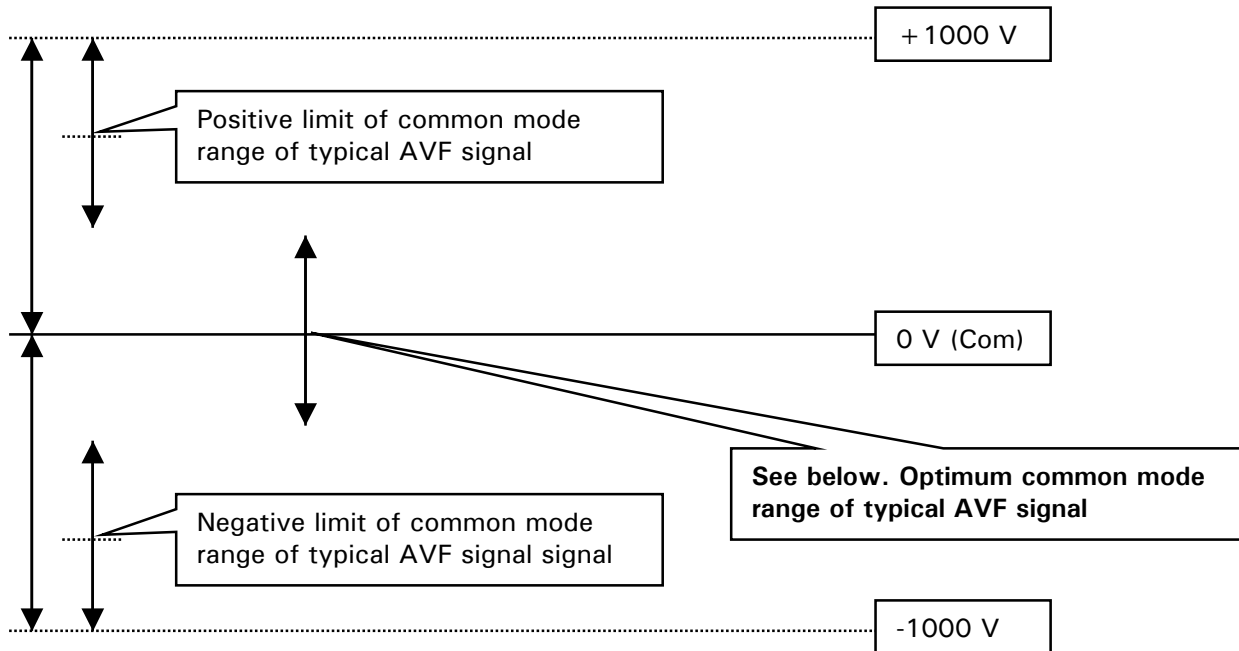 +1000 V
Positive limit of common mode
range of typical AVF signal
0 V (Com)
See below. Optimum common mode
range of typical AVF signal
Negative limit of common mode
range of typical AVF signal signal
-1000 V